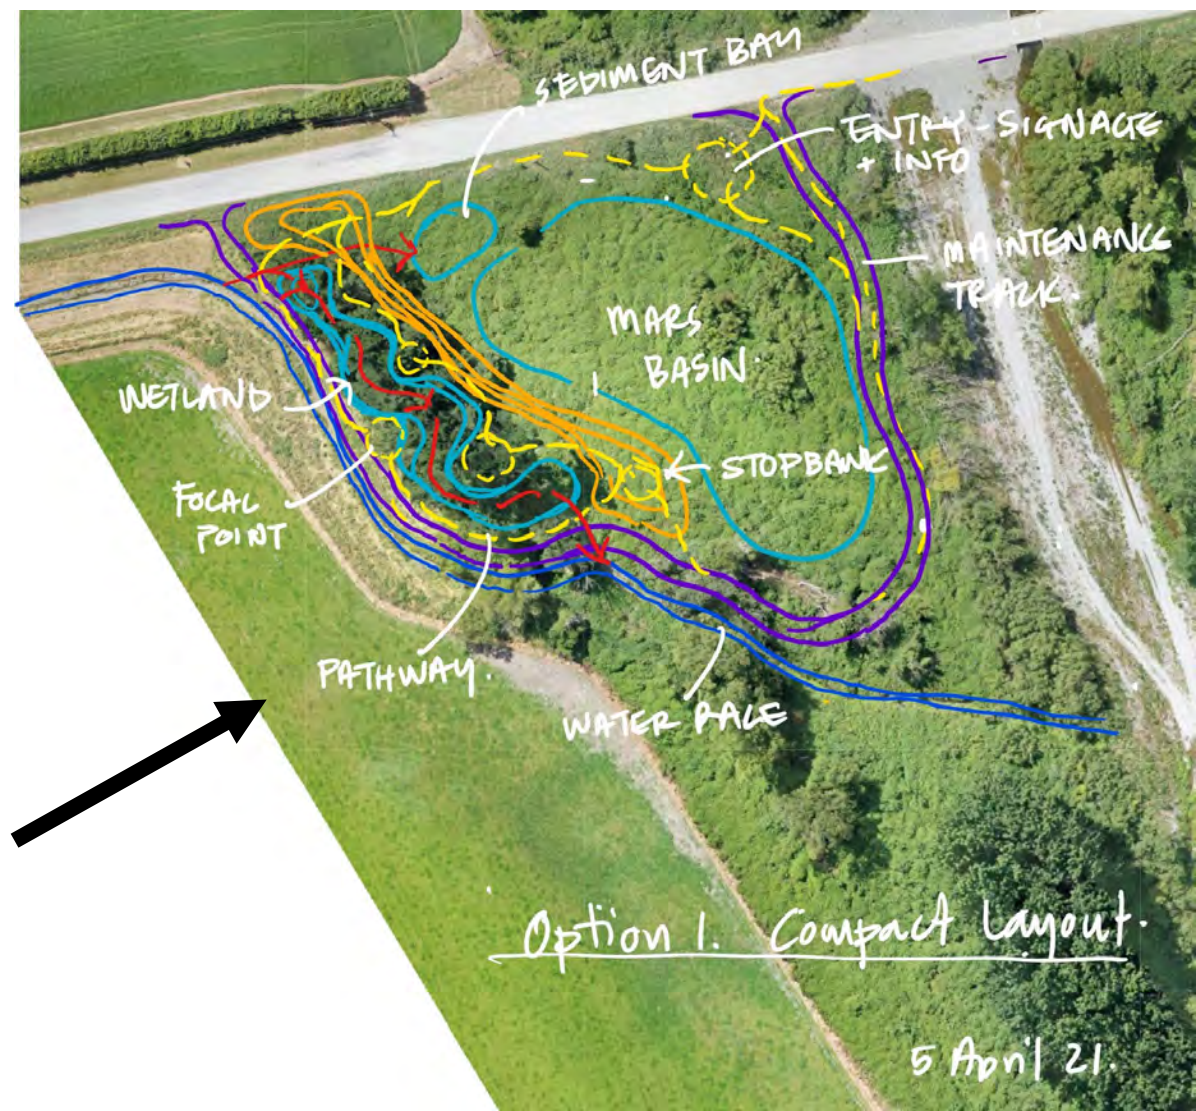 SEDIMENT BAY
ENTRY - SIGNAGE
+ INFO
MAINTENANCE
TRACK.
MARS
BASIN.
WETLAND
STOPBANK
FOCAL
POINT
PATHWAY.
WATER RACE
Option 1. Compact Layout.
5 April 21.